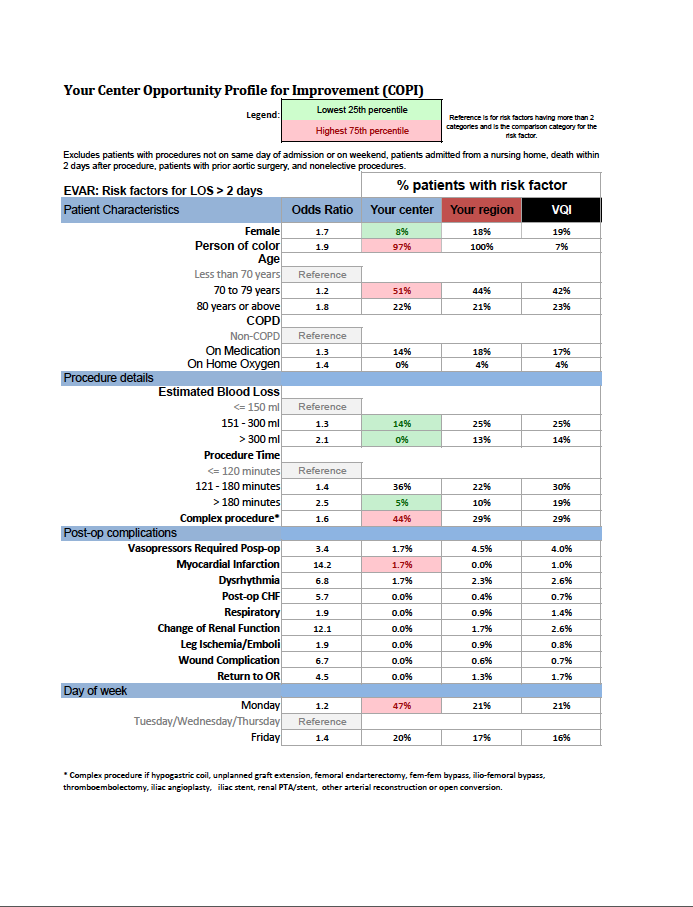 Your Center Opportunity Profile for Improvement (COPI)
Legend: Lowest 25th percentile
Highest 75th percentile
Reference is for risk factors having more than 2
categories and is the comparison category for the
risk factor.
Excludes patients with procedures not on same day of admission or on weekend, patients admitted from a nursing home, death within
2 days after procedure, patients with prior aortic surgery, and nonelective procedures.
EVAR: Risk factors for LOS > 2 days % patients with risk factor
Patient Characteristics Odds Ratio Your center Your region VQI
Female 1.7 8% 18% 19%
Person of color 1.9 97% 100% 7%
Age
Less than 70 years Reference
70 to 79 years 1.2 51% 44% 42%
80 years or above 1.8 22% 21% 23%
COPD
Non-COPD Reference
On Medication 1.3 14% 18% 17%
On Home Oxygen 1.4 0% 4% 4%
Procedure details
Estimated Blood Loss
<= 150 ml Reference
151 - 300 ml 1.3 14% 25% 25%
> 300 ml 2.1 0% 13% 14%
Procedure Time
<= 120 minutes Reference
121 - 180 minutes 1.4 36% 22% 30%
> 180 minutes 2.5 5% 10% 19%
Complex procedure* 1.6 44% 29% 29%
Post-op complications
Vasopressors Required Posp-op 3.4 1.7% 4.5% 4.0%
Myocardial Infarction 14.2 1.7% 0.0% 1.0%
Dysrhythmia 6.8 1.7% 2.3% 2.6%
Post-op CHF 5.7 0.0% 0.4% 0.7%
Respiratory 1.9 0.0% 0.9% 1.4%
Change of Renal Function 12.1 0.0% 1.7% 2.6%
Leg Ischemia/Emboli 1.9 0.0% 0.9% 0.8%
Wound Complication 6.7 0.0% 0.6% 0.7%
Return to OR 4.5 0.0% 1.3% 1.7%
Day of week
Monday 1.2 47% 21% 21%
Tuesday/Wednesday/Thursday Reference
Friday 1.4 20% 17% 16%
* Complex procedure if hypogastric coil, unplanned graft extension, femoral endarterectomy, fem-fem bypass, ilio-femoral bypass,
thromboembolectomy, iliac angioplasty, iliac stent, renal PTA/stent, other arterial reconstruction or open conversion.